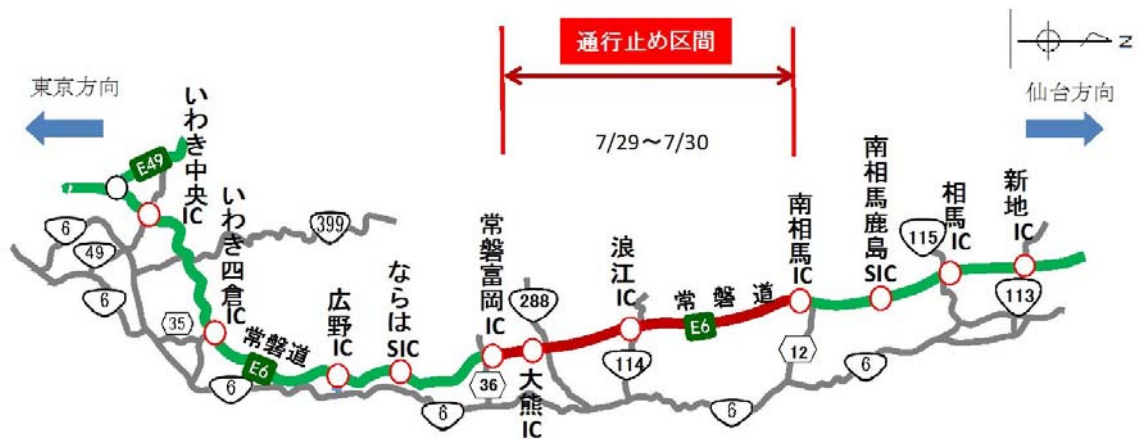 通行止め区間
7/29～7/30
東京方向
仙台方向
N
いわき中央IC
E49
いわき四倉IC
広野IC
ならはSIC
常磐富岡IC
大熊IC
浪江IC
南相馬IC
南相馬鹿島SIC
相馬IC
新地IC
常磐道
E6
常磐道
E6
6
49
6
399
35
6
6
36
288
114
12
6
6
115
113